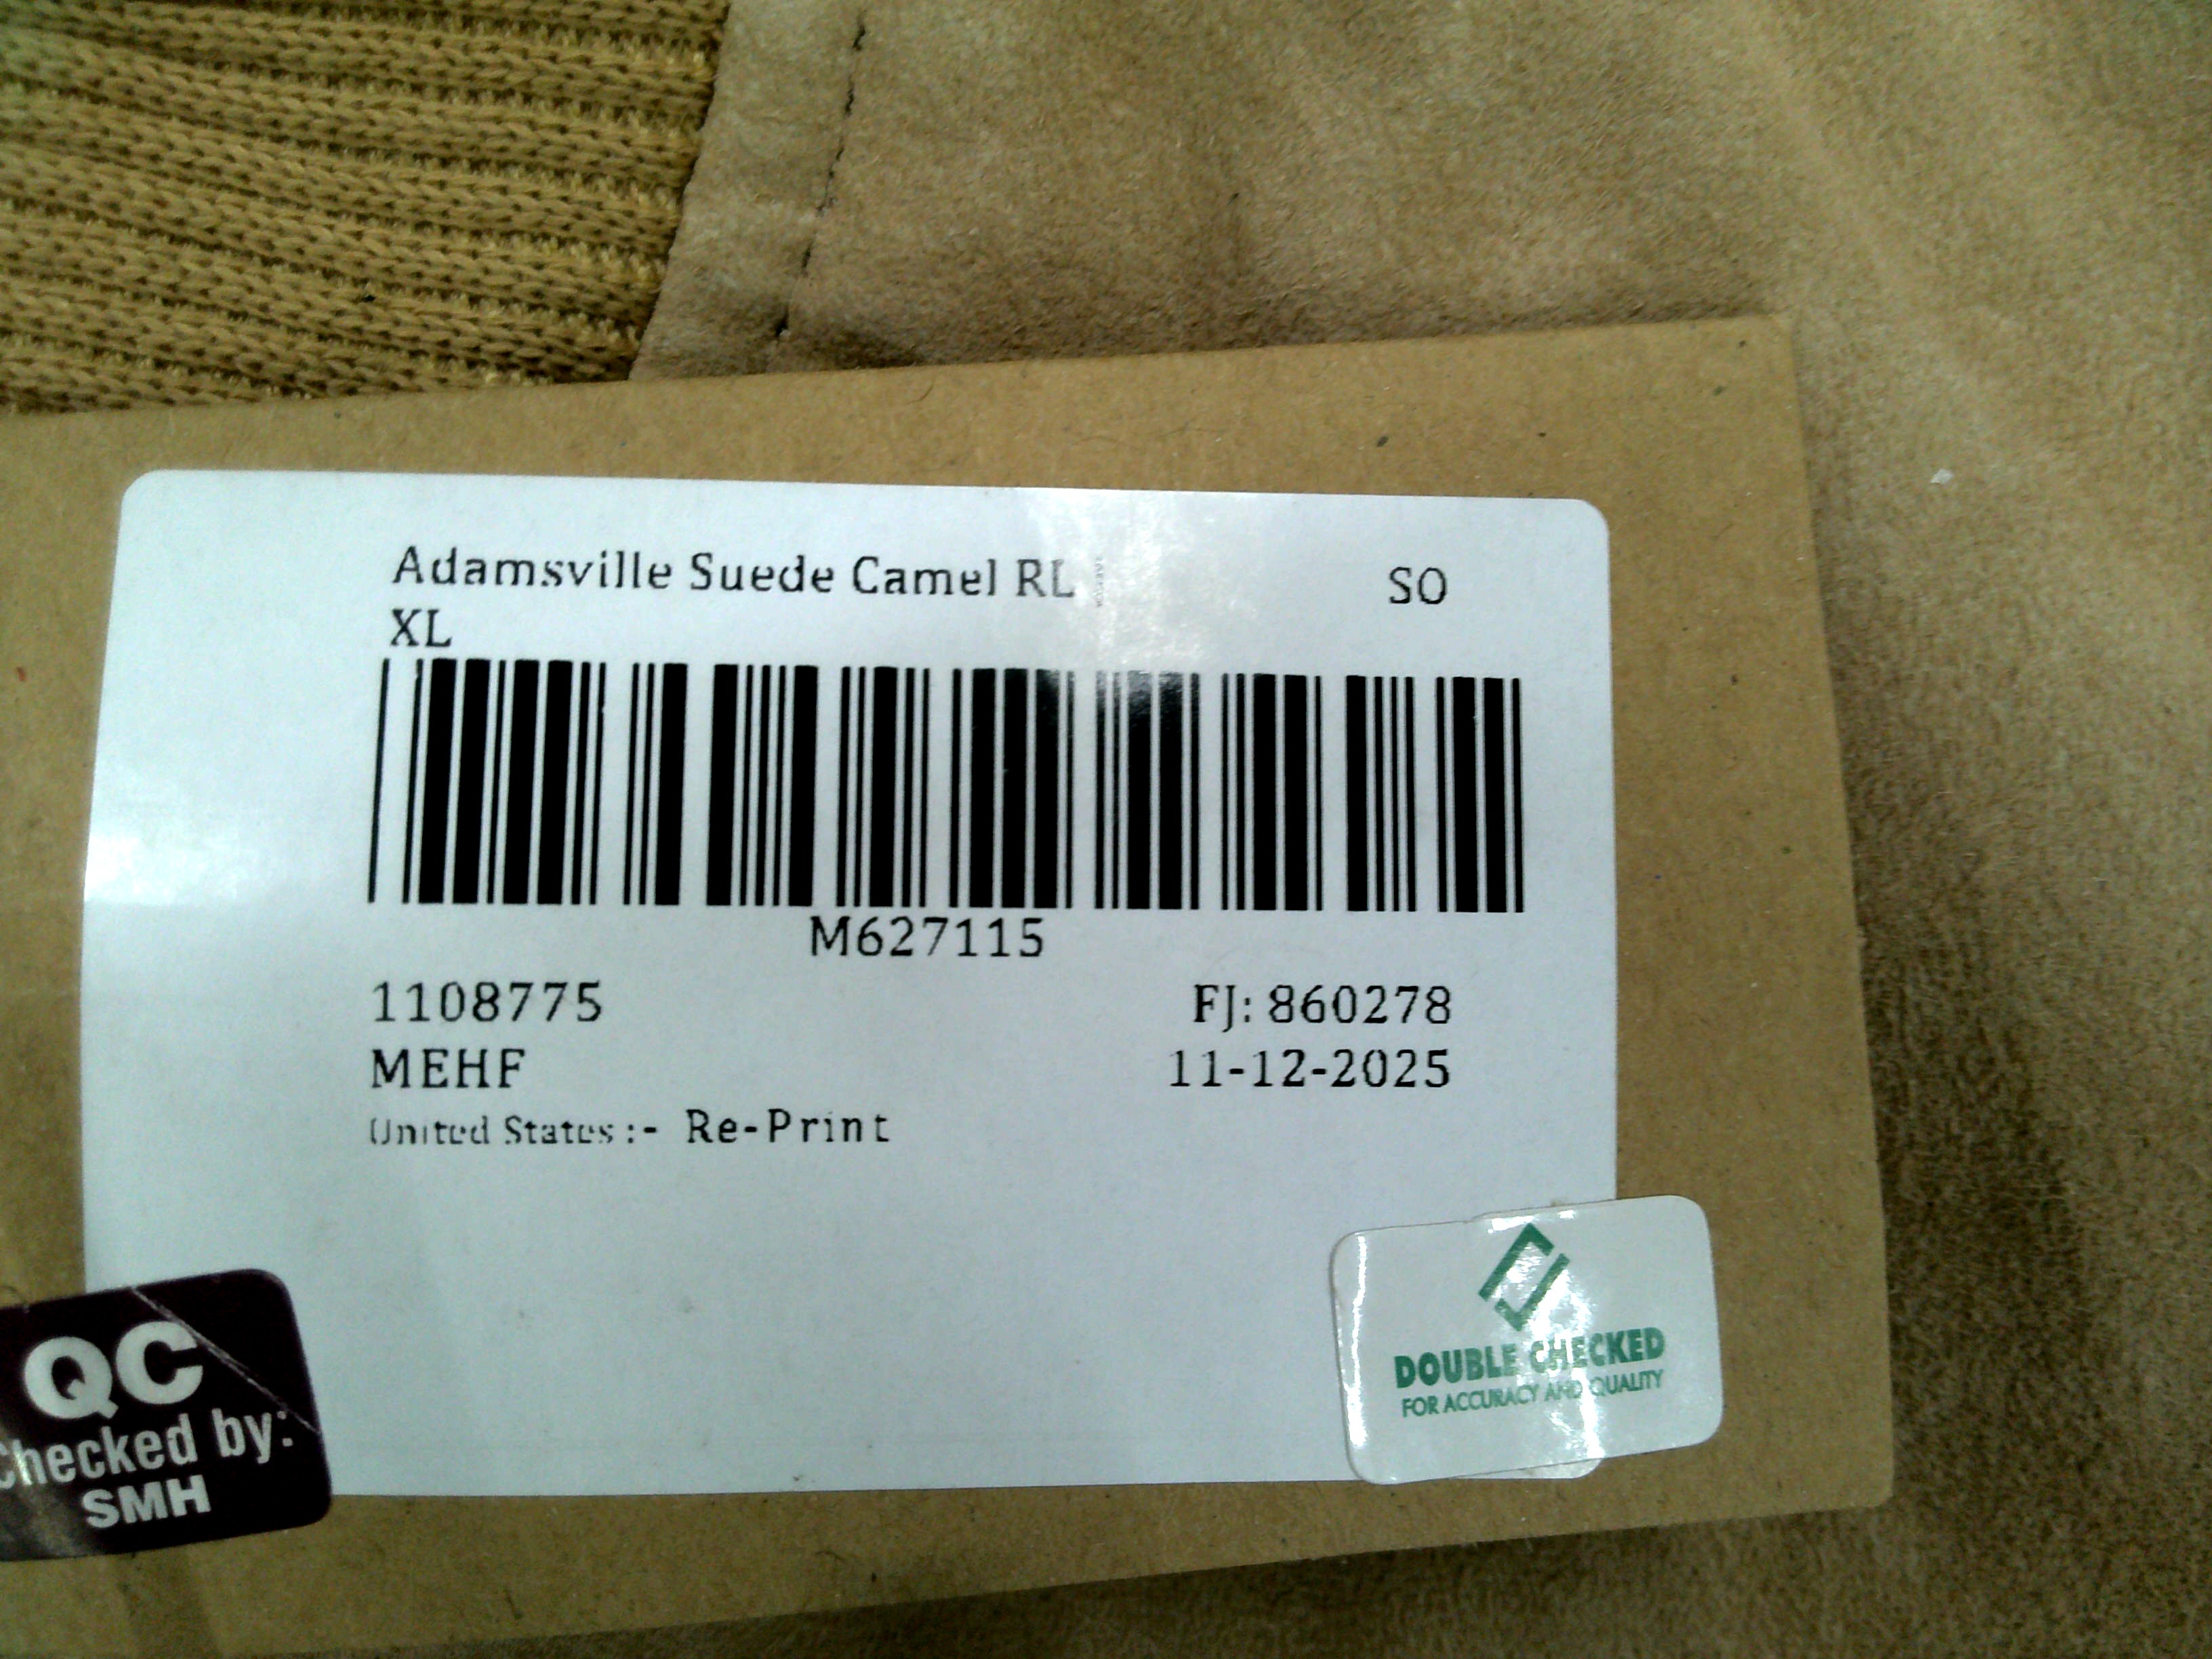 Adamsville Suede Camel RL SO
XL
M627115
1108775 FJ: 860278
MEHF 11-12-2025
United States :- Re-Print
QC
Checked by:
SMH
DOUBLE CHECKED
FOR ACCURACY AND QUALITY